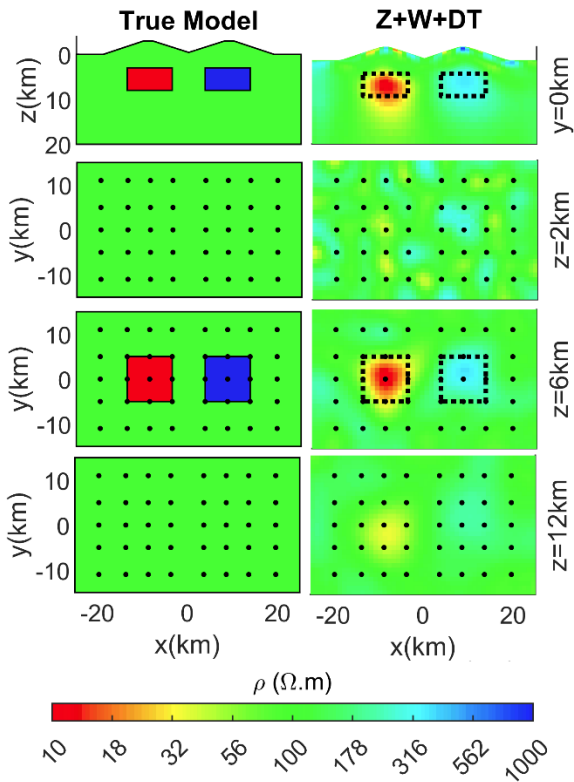 True Model
Z+W+DT
0
10
20
z(km)
y=0km
10
0
-10
y(km)
z=2km
10
0
-10
y(km)
z=6km
10
0
-10
y(km)
z=12km
-20 0 20
-20 0 20
x(km)
x(km)
ρ (Ω.m)
10 18 32 56 100 178 316 562 1000